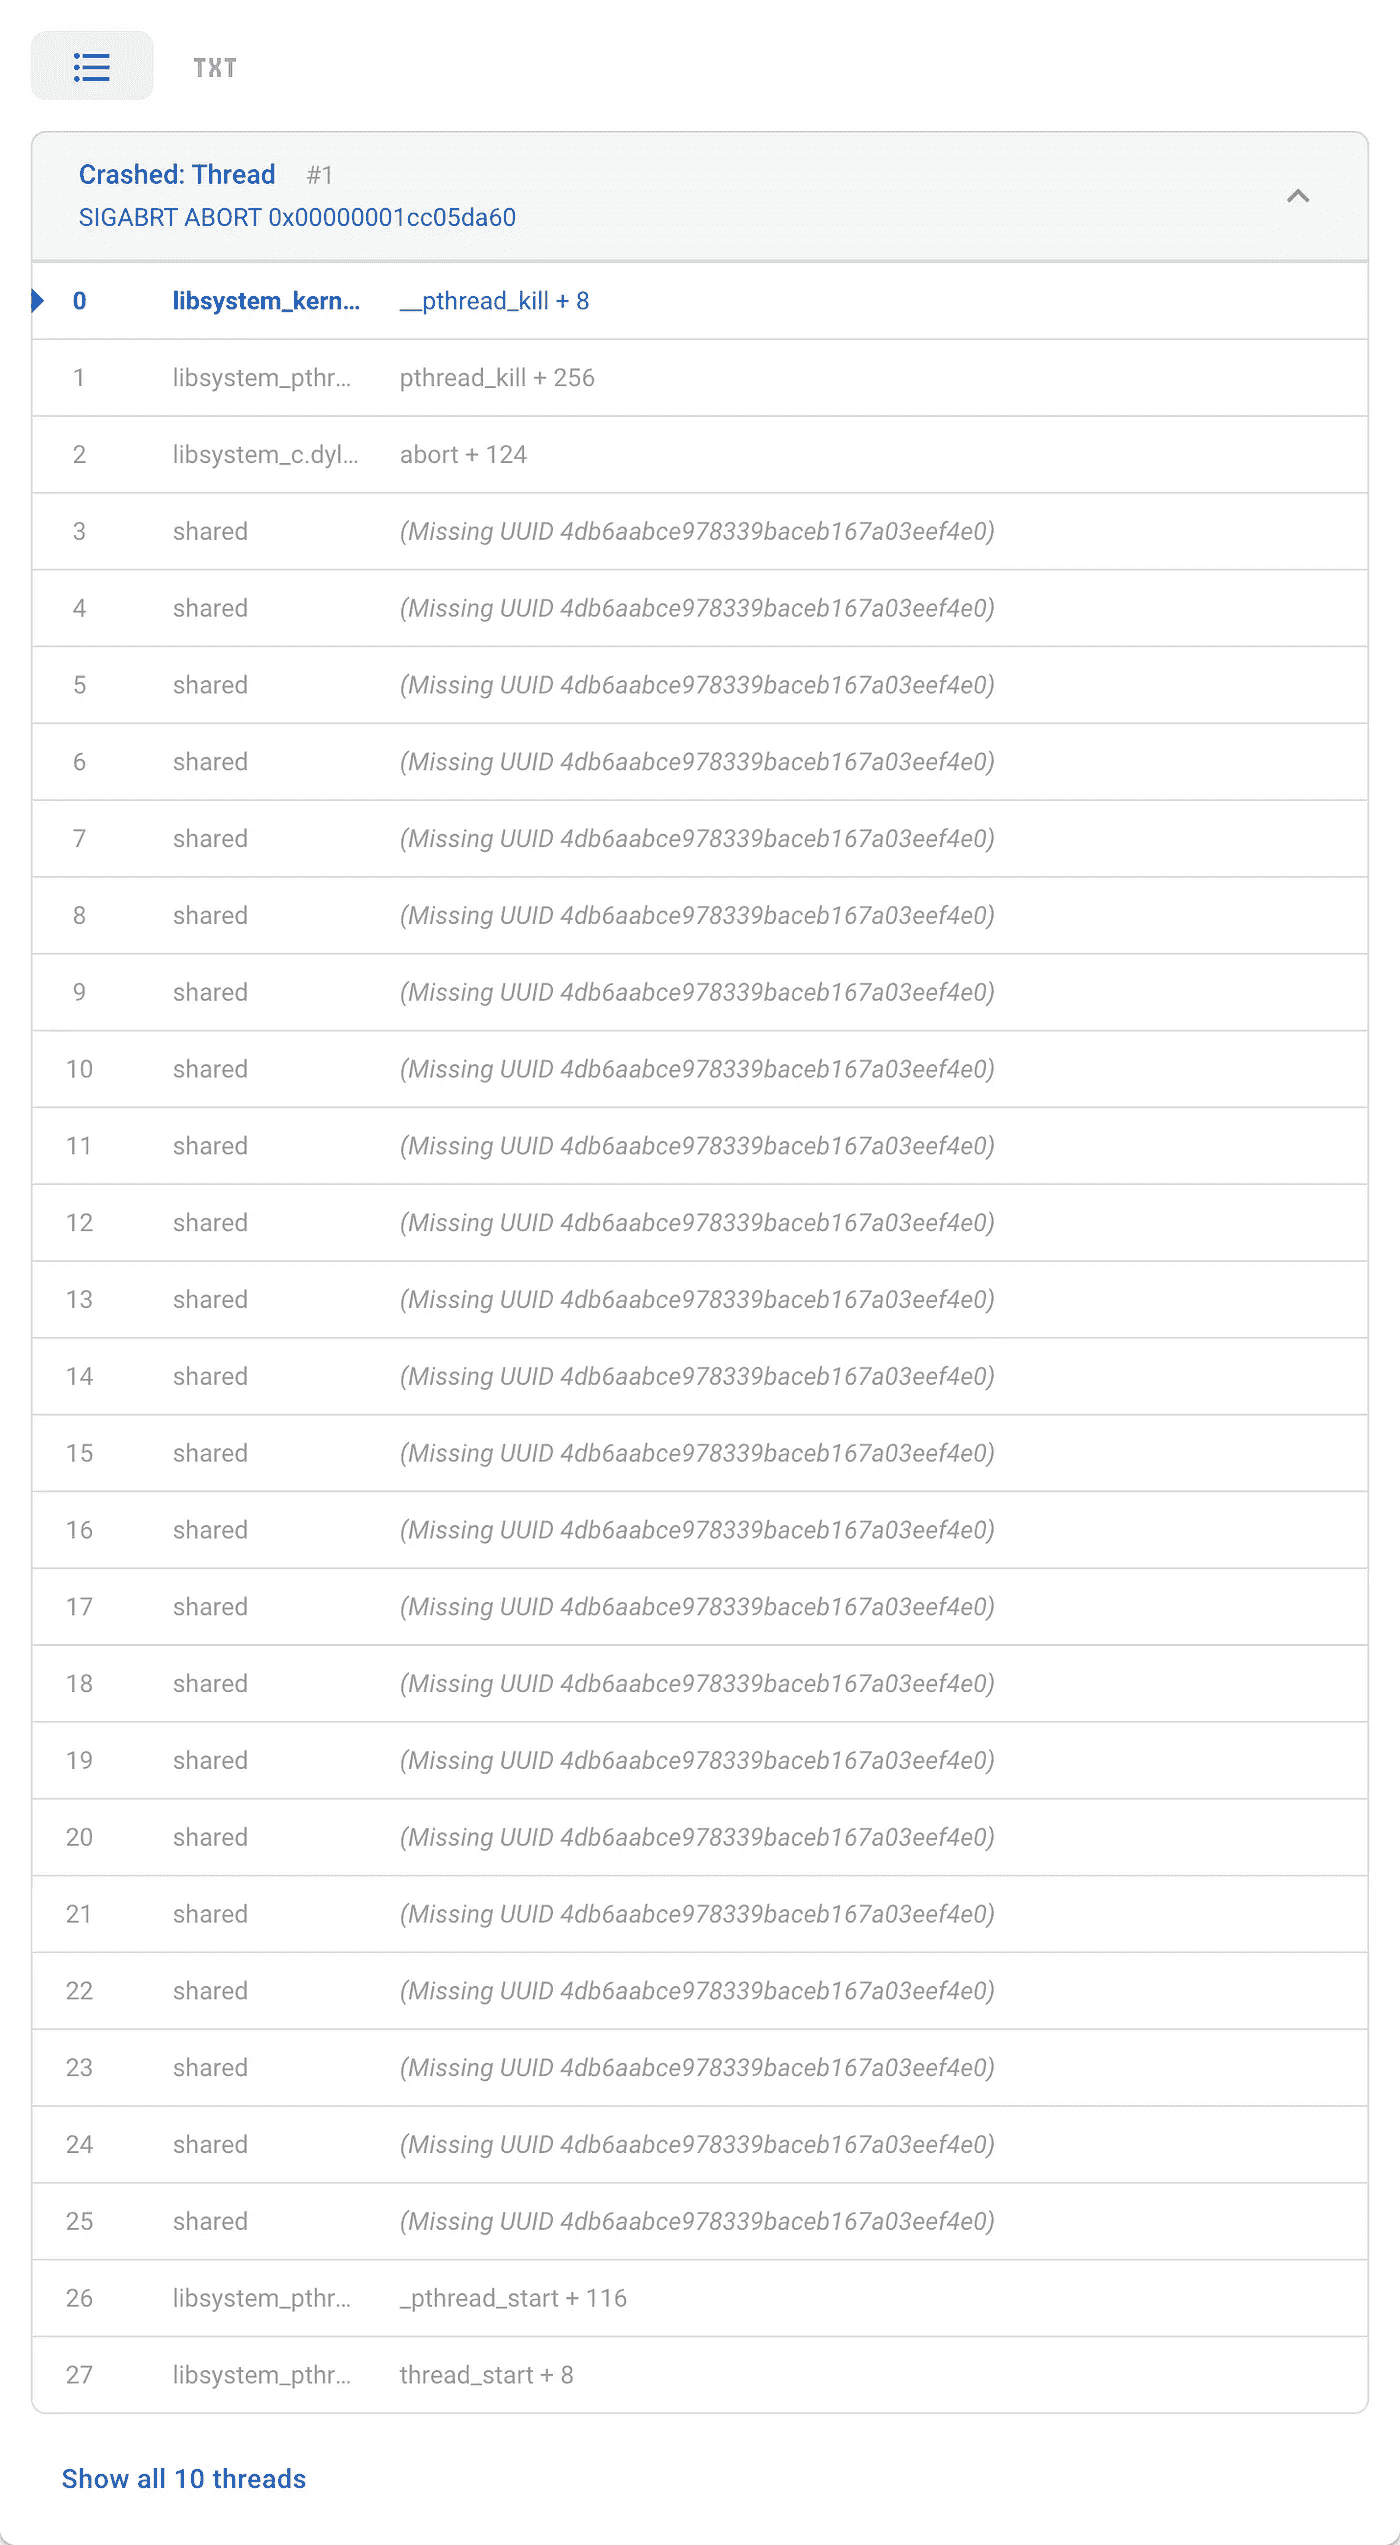 TXT
Crashed: Thread #1
SIGABRT ABORT 0x00000001cc05da60
0 libsystem_kern... __pthread_kill + 8
1 libsystem_pthr... pthread_kill + 256
2 libsystem_c.dyl... abort + 124
3 shared (Missing UUID 4db6aabce978339baceb167a03eef4e0)
4 shared (Missing UUID 4db6aabce978339baceb167a03eef4e0)
5 shared (Missing UUID 4db6aabce978339baceb167a03eef4e0)
6 shared (Missing UUID 4db6aabce978339baceb167a03eef4e0)
7 shared (Missing UUID 4db6aabce978339baceb167a03eef4e0)
8 shared (Missing UUID 4db6aabce978339baceb167a03eef4e0)
9 shared (Missing UUID 4db6aabce978339baceb167a03eef4e0)
10 shared (Missing UUID 4db6aabce978339baceb167a03eef4e0)
11 shared (Missing UUID 4db6aabce978339baceb167a03eef4e0)
12 shared (Missing UUID 4db6aabce978339baceb167a03eef4e0)
13 shared (Missing UUID 4db6aabce978339baceb167a03eef4e0)
14 shared (Missing UUID 4db6aabce978339baceb167a03eef4e0)
15 shared (Missing UUID 4db6aabce978339baceb167a03eef4e0)
16 shared (Missing UUID 4db6aabce978339baceb167a03eef4e0)
17 shared (Missing UUID 4db6aabce978339baceb167a03eef4e0)
18 shared (Missing UUID 4db6aabce978339baceb167a03eef4e0)
19 shared (Missing UUID 4db6aabce978339baceb167a03eef4e0)
20 shared (Missing UUID 4db6aabce978339baceb167a03eef4e0)
21 shared (Missing UUID 4db6aabce978339baceb167a03eef4e0)
22 shared (Missing UUID 4db6aabce978339baceb167a03eef4e0)
23 shared (Missing UUID 4db6aabce978339baceb167a03eef4e0)
24 shared (Missing UUID 4db6aabce978339baceb167a03eef4e0)
25 shared (Missing UUID 4db6aabce978339baceb167a03eef4e0)
26 libsystem_pthr... _pthread_start + 116
27 libsystem_pthr... thread_start + 8
Show all 10 threads